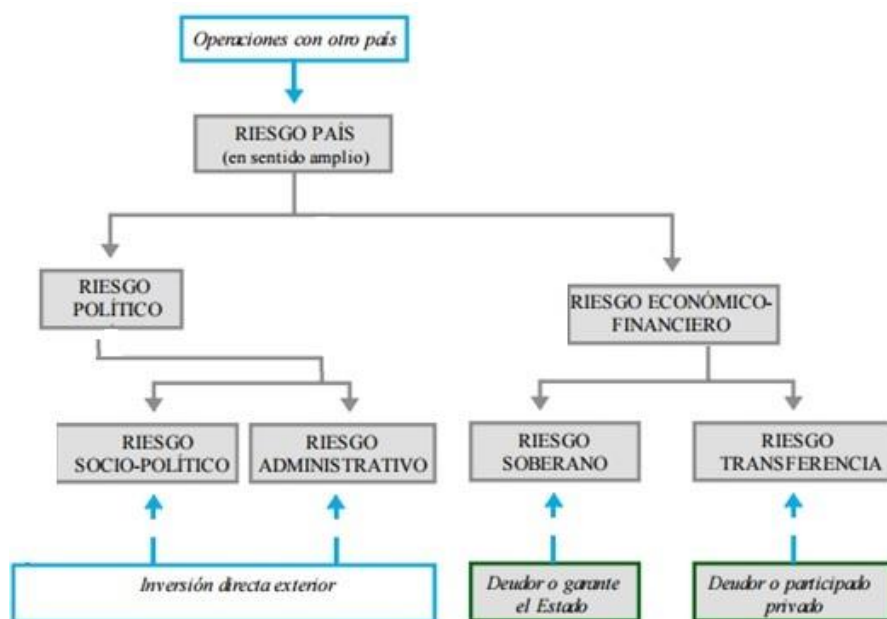 Operaciones con otro país
RIESGO PAÍS
(en sentido amplio)
RIESGO
POLÍTICO
RIESGO ECONÓMICO-
FINANCIERO
RIESGO
SOCIO-POLÍTICO
RIESGO
ADMINISTRATIVO
RIESGO
SOBERANO
RIESGO
TRANSFERENCIA
Inversión directa exterior
Deudor o garante
el Estado
Deudor o participado
privado